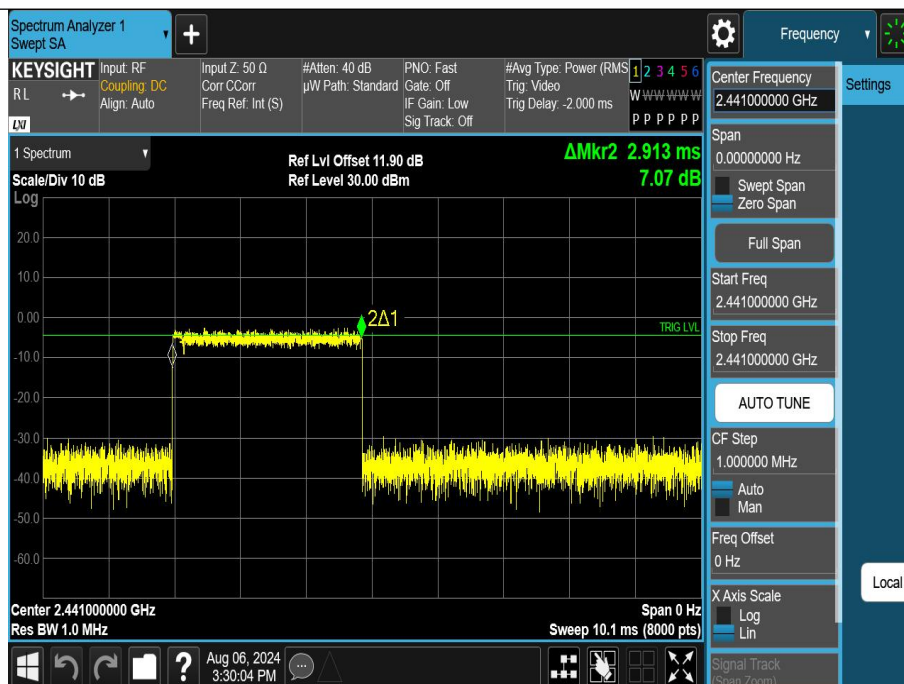 Spectrum Analyzer 1
Swept SA
Frequency
KEYSIGHT
R L
LXI
Input: RF
Coupling: DC
Align: Auto
Input Z: 50 Ω
Corr CCorr
Freq Ref: Int (S)
#Atten: 40 dB
µW Path: Standard
PNO: Fast
Gate: Off
IF Gain: Low
Sig Track: Off
#Avg Type: Power (RMS
Trig: Video
Trig Delay: -2.000 ms
1 2 3 4 5 6
W W W W W W
P P P P P P
1 Spectrum
Scale/Div 10 dB
Log
Ref Lvl Offset 11.90 dB
Ref Level 30.00 dBm
ΔMkr2 2.913 ms
7.07 dB
20.0
10.0
0.00
-10.0
-20.0
-30.0
-40.0
-50.0
-60.0
2Δ1
TRIG LVL
Center 2.441000000 GHz
Res BW 1.0 MHz
Span 0 Hz
Sweep 10.1 ms (8000 pts)
Aug 06, 2024
3:30:04 PM
Center Frequency
2.441000000 GHz
Span
0.00000000 Hz
Swept Span
Zero Span
Full Span
Start Freq
2.441000000 GHz
Stop Freq
2.441000000 GHz
AUTO TUNE
CF Step
1.000000 MHz
Auto
Man
Freq Offset
0 Hz
X Axis Scale
Log
Lin
Signal Track
(Span Zoom)
Settings
Local